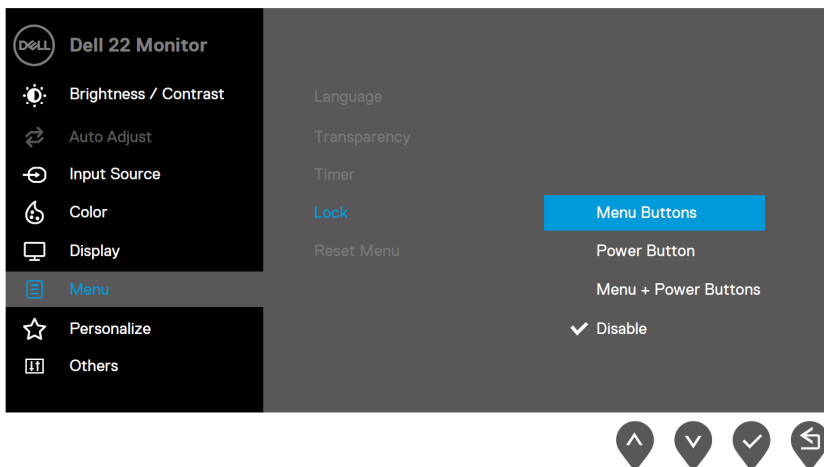 DELL Dell 22 Monitor
Brightness / Contrast
Language
Auto Adjust
Transparency
Input Source
Timer
Color
Lock
Menu Buttons
Display
Reset Menu
Power Button
Menu
Menu + Power Buttons
Personalize
Disable
Others